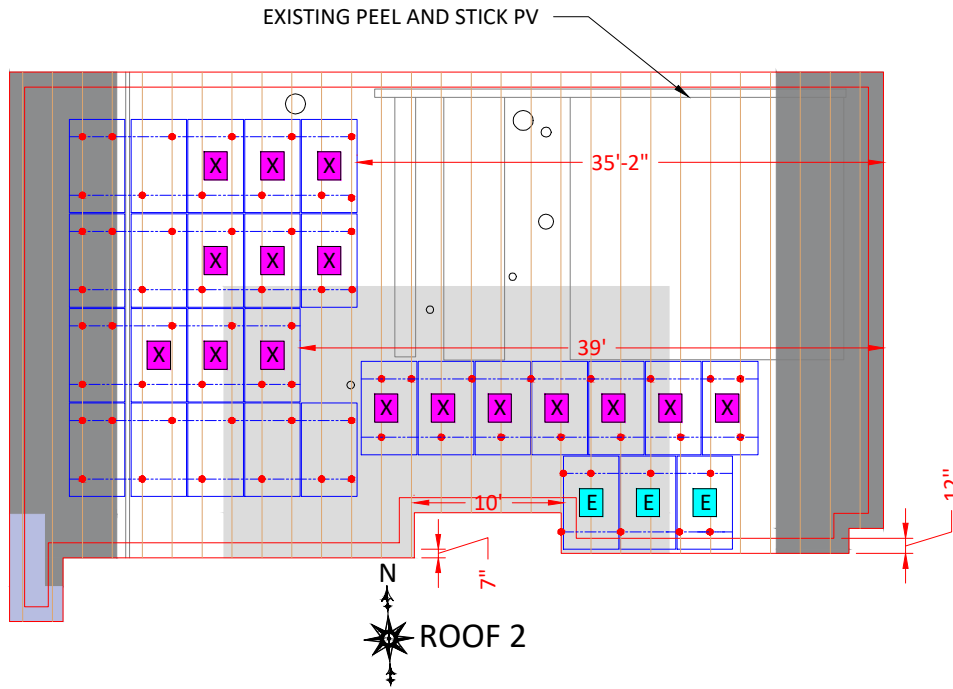 EXISTING PEEL AND STICK PV
X X X
35'-2"
X X X
X X X
39'
X X X X X X X
E E E
10'
12"
7"
N
ROOF 2